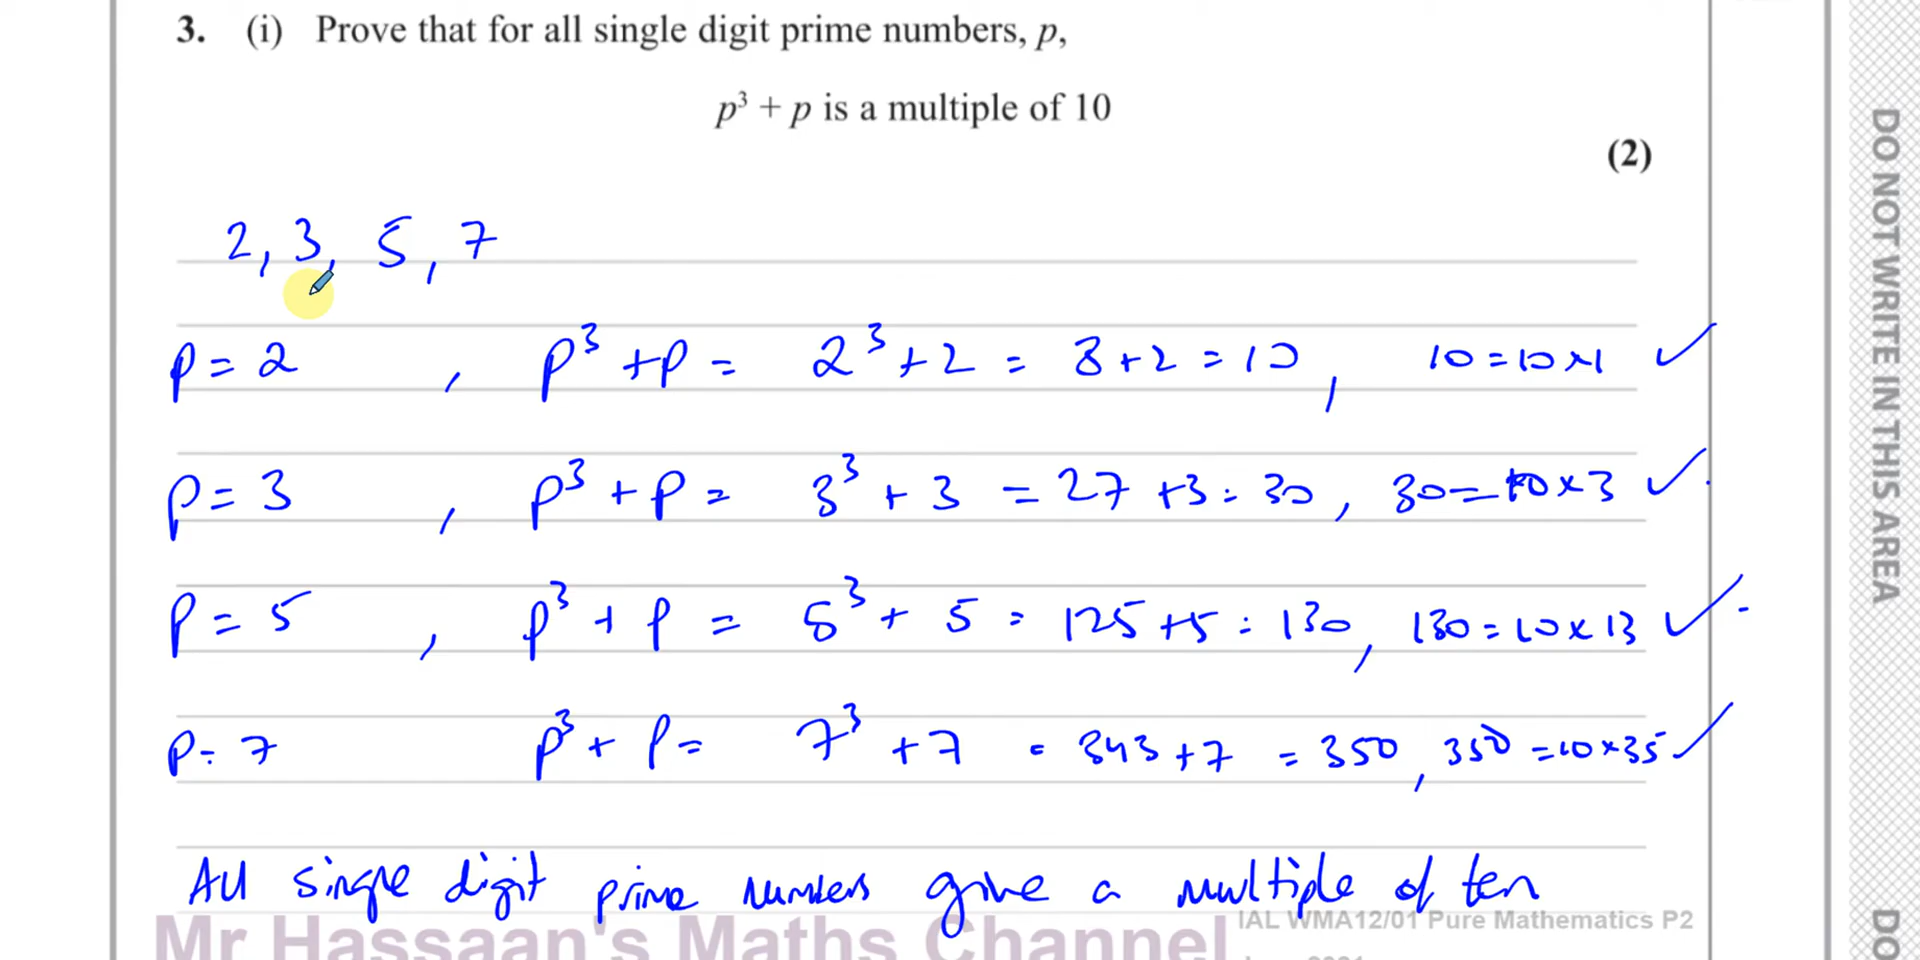 3. (i) Prove that for all single digit prime numbers, p,
p³ + p is a multiple of 10
(2)
2, 3, 5, 7
p = 2 , p³ + p = 2³ + 2 = 8 + 2 = 10 , 10 = 10 × 1 ✓
p = 3 , p³ + p = 3³ + 3 = 27 + 3 = 30 , 30 = 10 × 3 ✓
p = 5 , p³ + p = 5³ + 5 = 125 + 5 = 130 , 130 = 10 × 13 ✓
p = 7 p³ + p = 7³ + 7 = 343 + 7 = 350 , 350 = 10 × 35 ✓
All single digit prime numbers give a multiple of ten
Mr Hassaan's Maths Channel
IAL WMA12/01 Pure Mathematics P2
DO NOT WRITE IN THIS AREA
DO